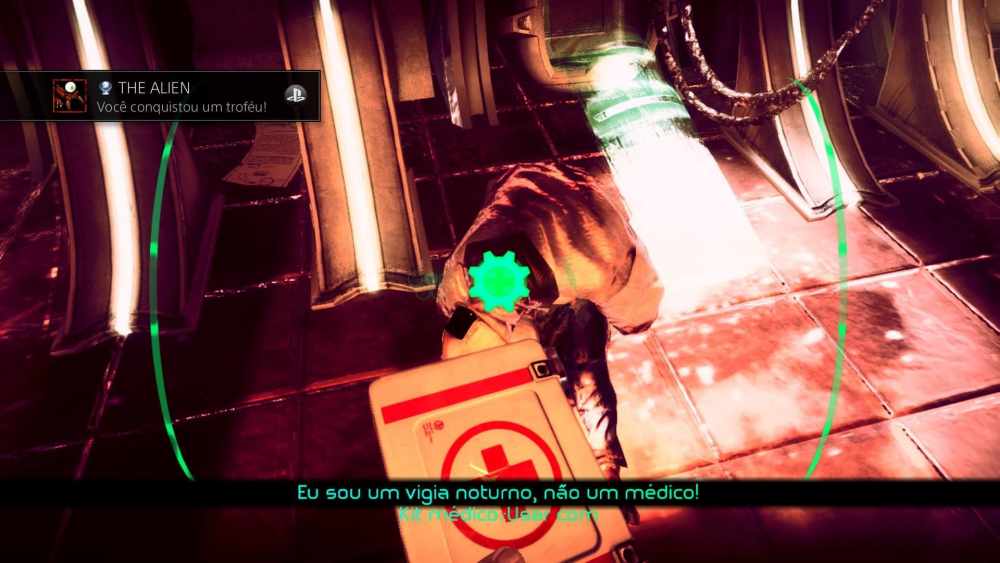 THE ALIEN
Você conquistou um troféu!
Eu sou um vigia noturno, não um médico!
Kit médico: Usar com